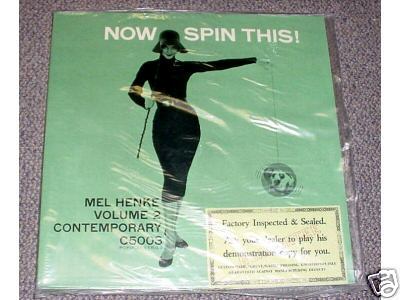 NOW SPIN THIS!
MEL HENKE
VOLUME 2
CONTEMPORARY
C5003
Factory Inspected & Sealed.
Ask your dealer to play his
demonstration copy for you.